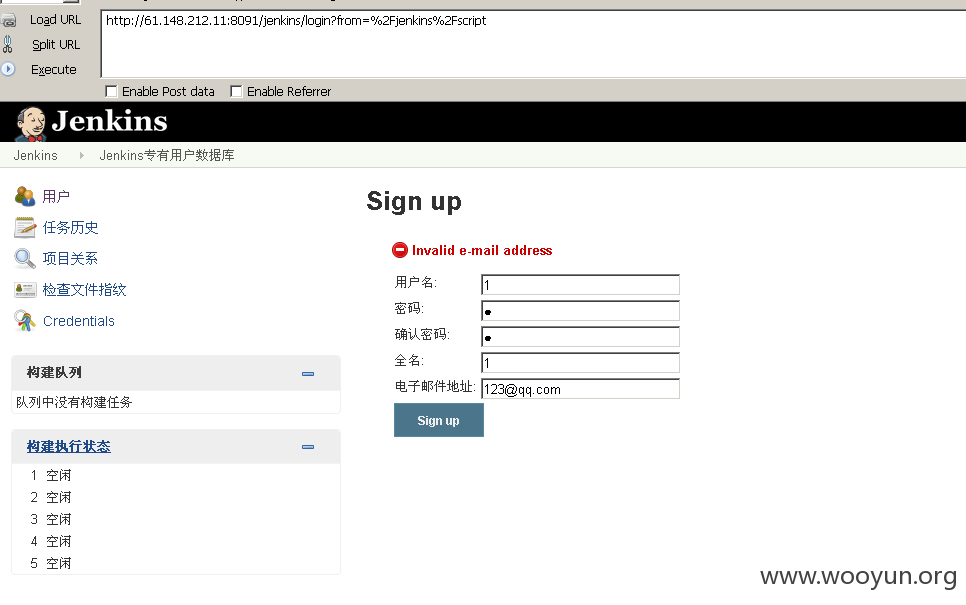 Load URL
http://61.148.212.11:8091/jenkins/login?from=%2Fjenkins%2Fscript
Split URL
Execute
Enable Post data
Enable Referrer
Jenkins
Jenkins
Jenkins专有用户数据库
用户
任务历史
项目关系
检查文件指纹
Credentials
构建队列
队列中没有构建任务
构建执行状态
1 空闲
2 空闲
3 空闲
4 空闲
5 空闲
Sign up
Invalid e-mail address
用户名: 1
密码: ●
确认密码: ●
全名: 1
电子邮件地址: 123@qq.com
Sign up
www.wooyun.org